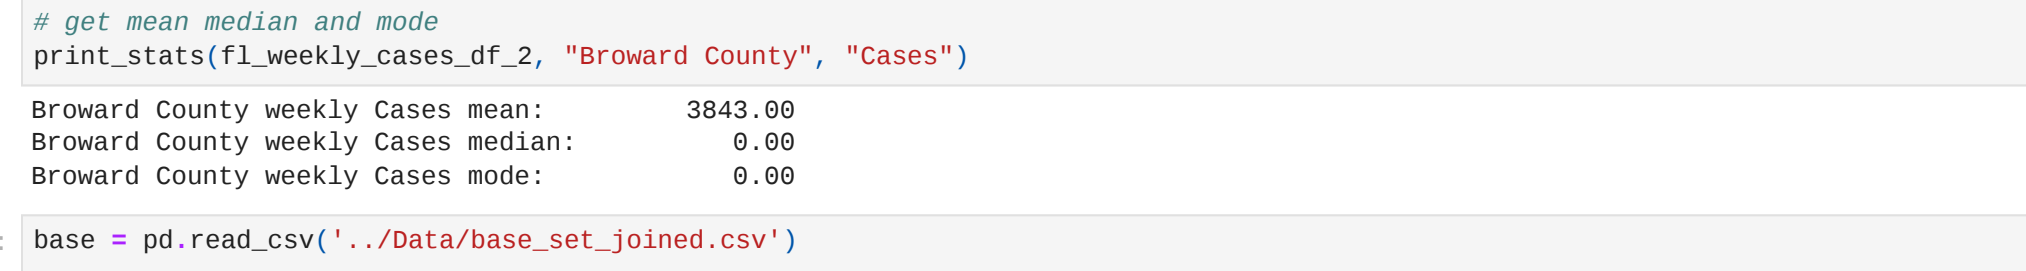 # get mean median and mode
print_stats(fl_weekly_cases_df_2, "Broward County", "Cases")
Broward County weekly Cases mean:         3843.00
Broward County weekly Cases median:          0.00
Broward County weekly Cases mode:            0.00
: base = pd.read_csv('../Data/base_set_joined.csv')